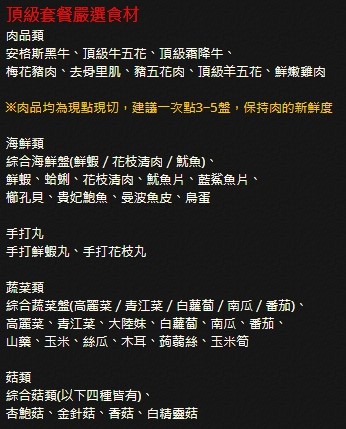 頂級套餐嚴選食材
肉品類
安格斯黑牛、頂級牛五花、頂級霜降牛、
梅花豬肉、去骨里肌、豬五花肉、頂級羊五花、鮮嫩雞肉
※肉品均為現點現切，建議一次點3~5盤，保持肉的新鮮度
海鮮類
綜合海鮮盤(鮮蝦 / 花枝清肉 / 魷魚)、
鮮蝦、蛤蜊、花枝清肉、魷魚片、藍鯊魚片、
櫛孔貝、貴妃鮑魚、曼波魚皮、鳥蛋
手打丸
手打鮮蝦丸、手打花枝丸
蔬菜類
綜合蔬菜盤(高麗菜 / 青江菜 / 白蘿蔔 / 南瓜 / 番茄)、
高麗菜、青江菜、大陸妹、白蘿蔔、南瓜、番茄、
山藥、玉米、絲瓜、木耳、蒟蒻絲、玉米筍
菇類
綜合菇類(以下四種皆有)、
杏鮑菇、金針菇、香菇、白精靈菇